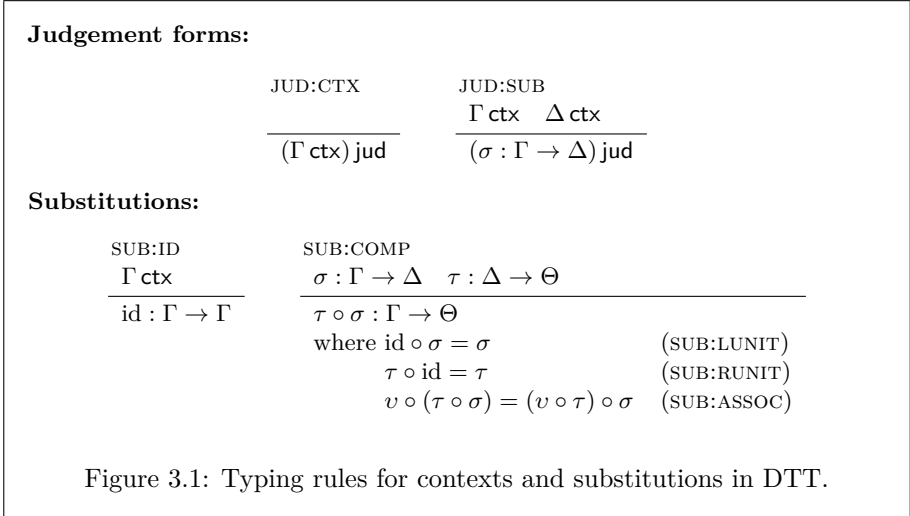 Judgement forms:
JUD:CTX JUD:SUB
Γ ctx Δ ctx
(Γ ctx) jud (σ : Γ → Δ) jud
Substitutions:
SUB:ID SUB:COMP
Γ ctx σ : Γ → Δ τ : Δ → Θ
id : Γ → Γ τ ∘ σ : Γ → Θ
where id ∘ σ = σ (SUB:LUNIT)
τ ∘ id = τ (SUB:RUNIT)
υ ∘ (τ ∘ σ) = (υ ∘ τ) ∘ σ (SUB:ASSOC)
Figure 3.1: Typing rules for contexts and substitutions in DTT.